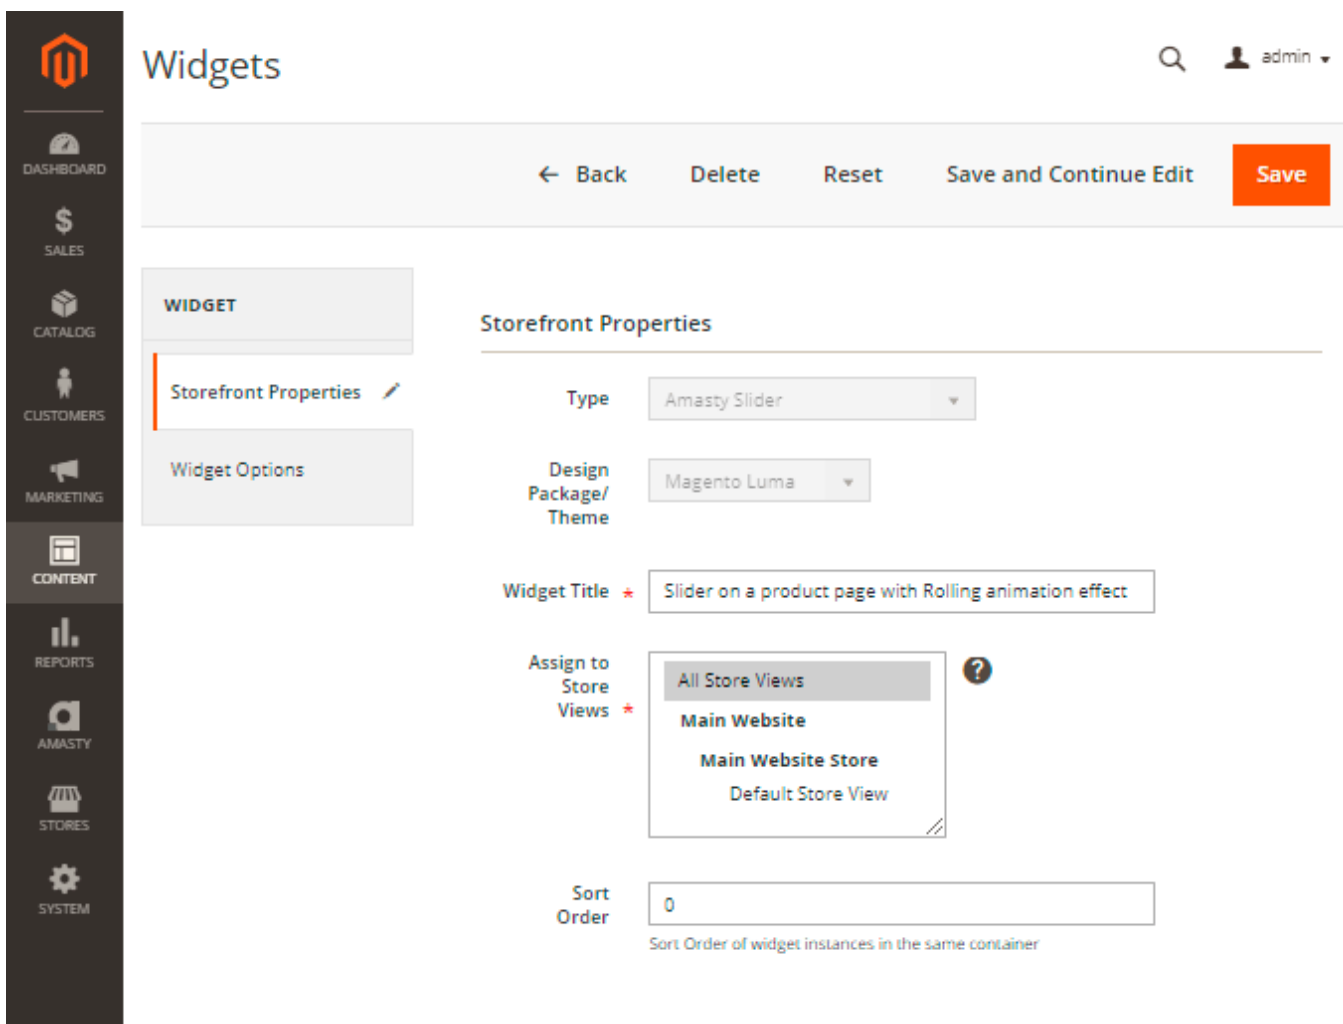 Widgets
admin
DASHBOARD
SALES
CATALOG
CUSTOMERS
MARKETING
CONTENT
REPORTS
AMASTY
STORES
SYSTEM
Back
Delete
Reset
Save and Continue Edit
Save
WIDGET
Storefront Properties
Widget Options
Storefront Properties
Type
Amasty Slider
Design
Package/
Theme
Magento Luma
Widget Title *
Slider on a product page with Rolling animation effect
Assign to
Store
Views *
All Store Views
Main Website
Main Website Store
Default Store View
?
Sort
Order
0
Sort Order of widget instances in the same container